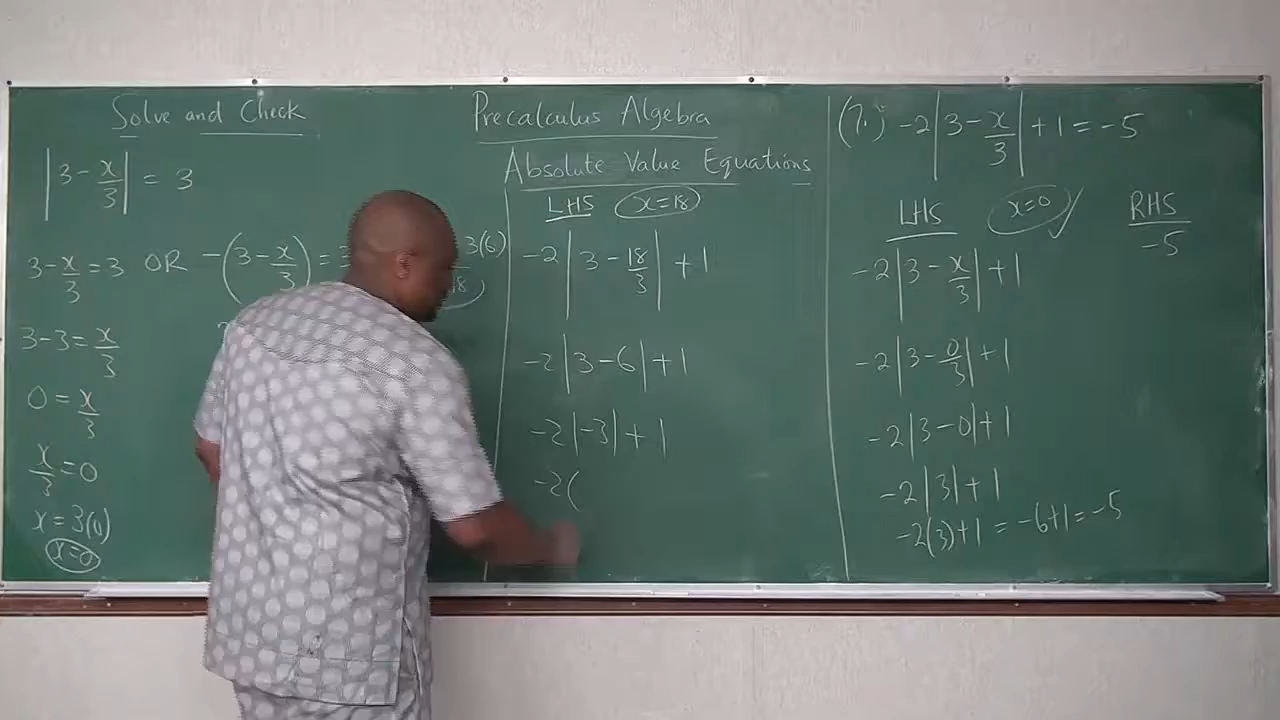 Solve and Check
|3 - x/3| = 3
3 - x/3 = 3 OR -(3 - x/3) = 3
3 - 3 = x/3
0 = x/3
x/3 = 0
x = 3(0)
x=0
3(6)
18
Precalculus Algebra
Absolute Value Equations
LHS x=18
-2|3 - 18/3| + 1
-2|3 - 6| + 1
-2|-3| + 1
-2(
(7.) -2|3 - x/3| + 1 = -5
LHS x=0 ✓ RHS
-5
-2|3 - x/3| + 1
-2|3 - 0/3| + 1
-2|3 - 0| + 1
-2|3| + 1
-2(3)+1 = -6+1 = -5